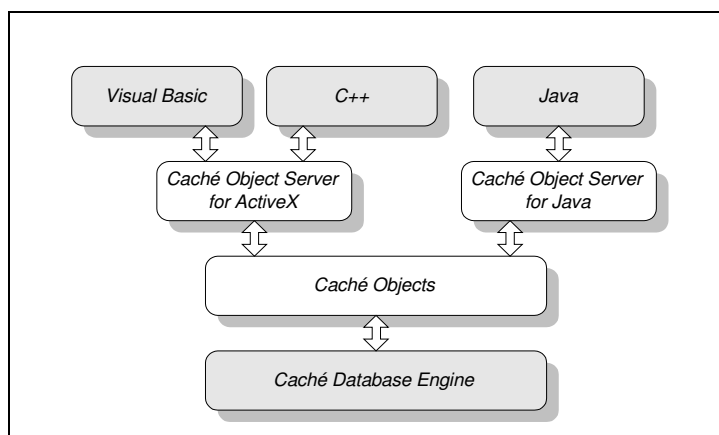 Visual Basic
C++
Java
Caché Object Server
for ActiveX
Caché Object Server
for Java
Caché Objects
Caché Database Engine